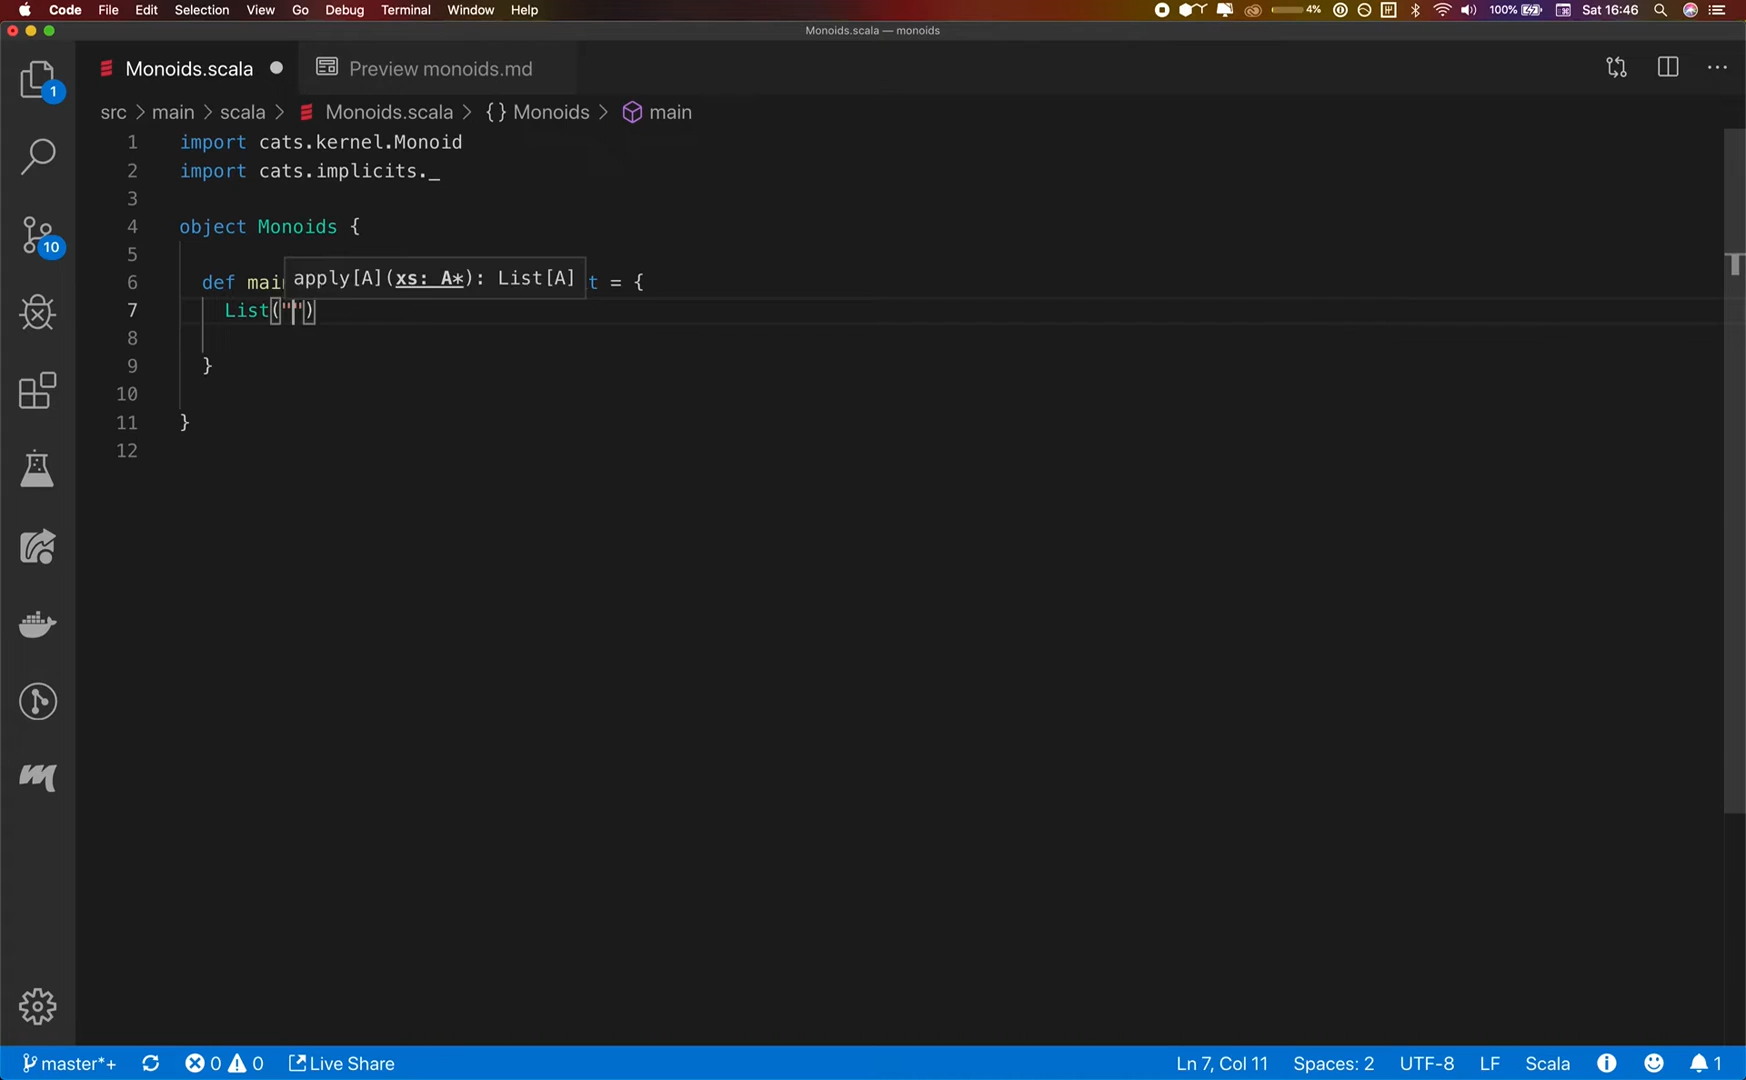 Code File Edit Selection View Go Debug Terminal Window Help 4% 100% Sat 16:46
Monoids.scala — monoids
Monoids.scala Preview monoids.md
1
src > main > scala > Monoids.scala > {} Monoids > main
1 import cats.kernel.Monoid
2 import cats.implicits._
3
4 object Monoids {
5
apply[A](xs: A*): List[A]
6 def mai t = {
7 List("")
8
9 }
10
11 }
12
10
master*+ 0 0 Live Share Ln 7, Col 11 Spaces: 2 UTF-8 LF Scala 1